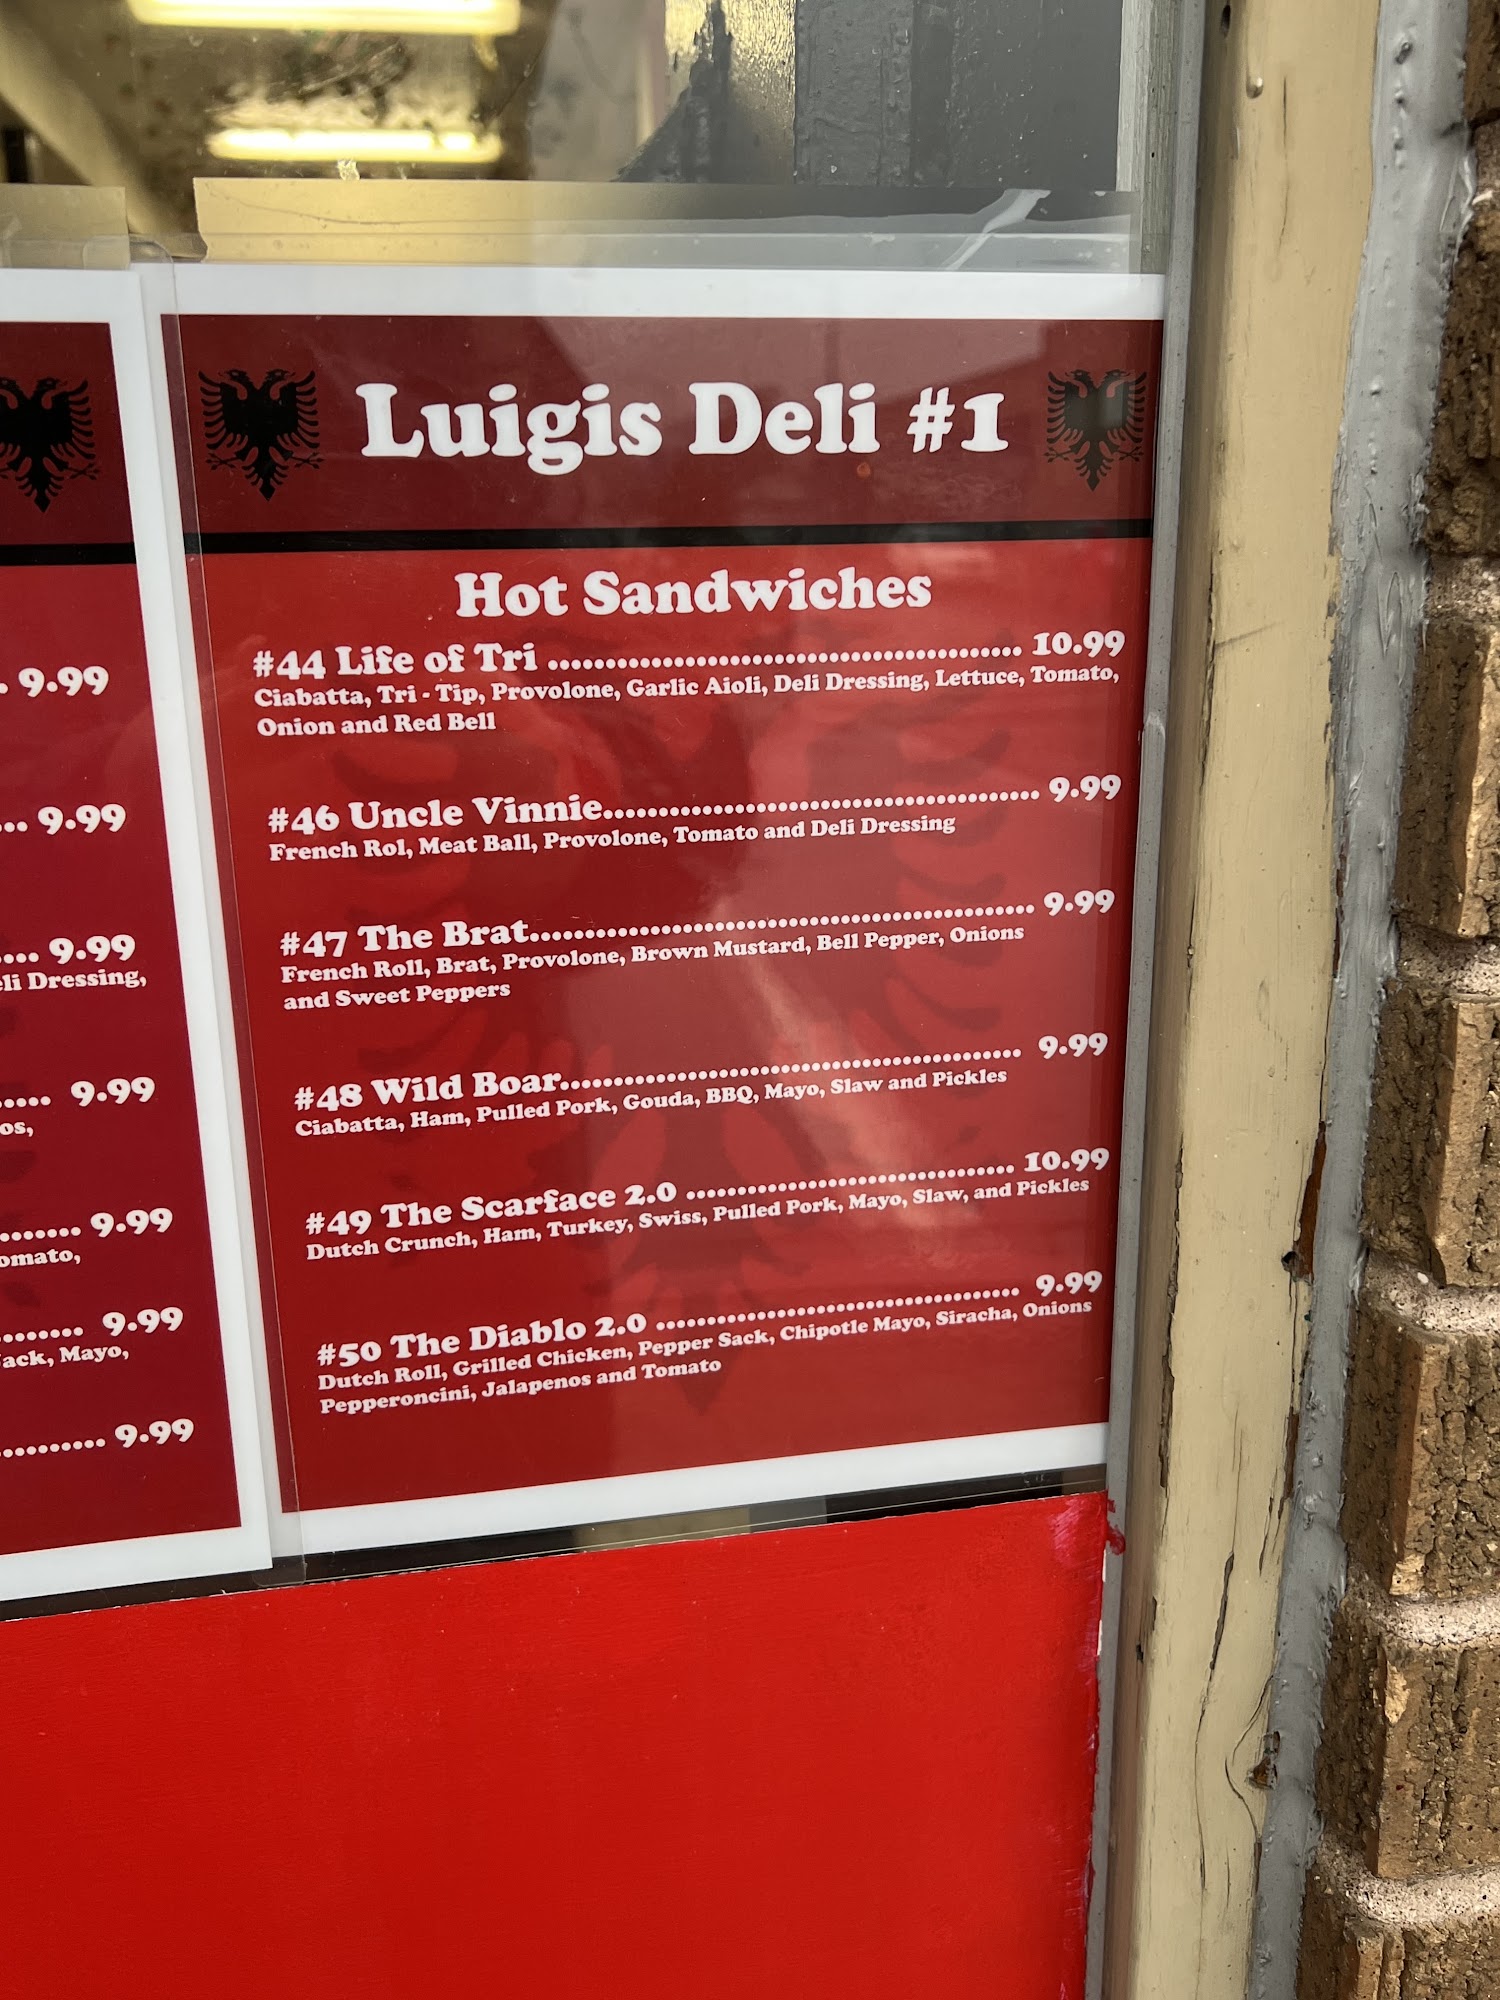 . 9.99
... 9.99
.... 9.99
eli Dressing,
..... 9.99
os,
....... 9.99
omato,
........ 9.99
ack, Mayo,
.......... 9.99
Luigis Deli #1
Hot Sandwiches
#44 Life of Tri ........................................ 10.99
Ciabatta, Tri - Tip, Provolone, Garlic Aioli, Deli Dressing, Lettuce, Tomato,
Onion and Red Bell
#46 Uncle Vinnie..................................... 9.99
French Rol, Meat Ball, Provolone, Tomato and Deli Dressing
#47 The Brat........................................... 9.99
French Roll, Brat, Provolone, Brown Mustard, Bell Pepper, Onions
and Sweet Peppers
#48 Wild Boar....................................... 9.99
Ciabatta, Ham, Pulled Pork, Gouda, BBQ, Mayo, Slaw and Pickles
#49 The Scarface 2.0 ............................ 10.99
Dutch Crunch, Ham, Turkey, Swiss, Pulled Pork, Mayo, Slaw, and Pickles
#50 The Diablo 2.0 ............................... 9.99
Dutch Roll, Grilled Chicken, Pepper Sack, Chipotle Mayo, Siracha, Onions
Pepperoncini, Jalapenos and Tomato